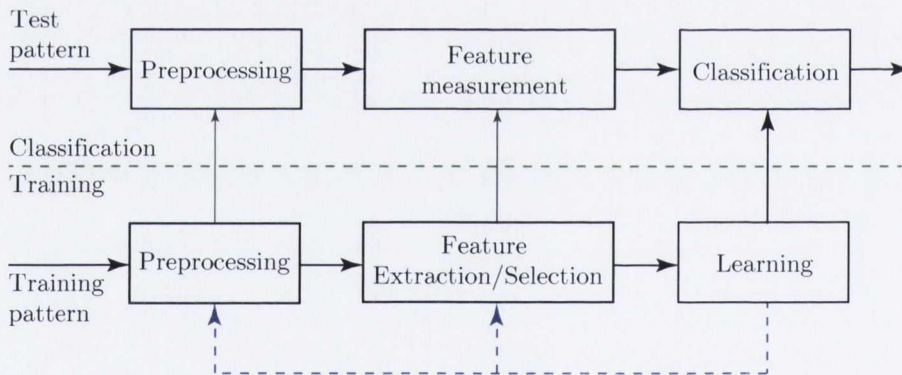 Test
pattern
Preprocessing
Feature
measurement
Classification
Classification
Training
Training
pattern
Preprocessing
Feature
Extraction/Selection
Learning